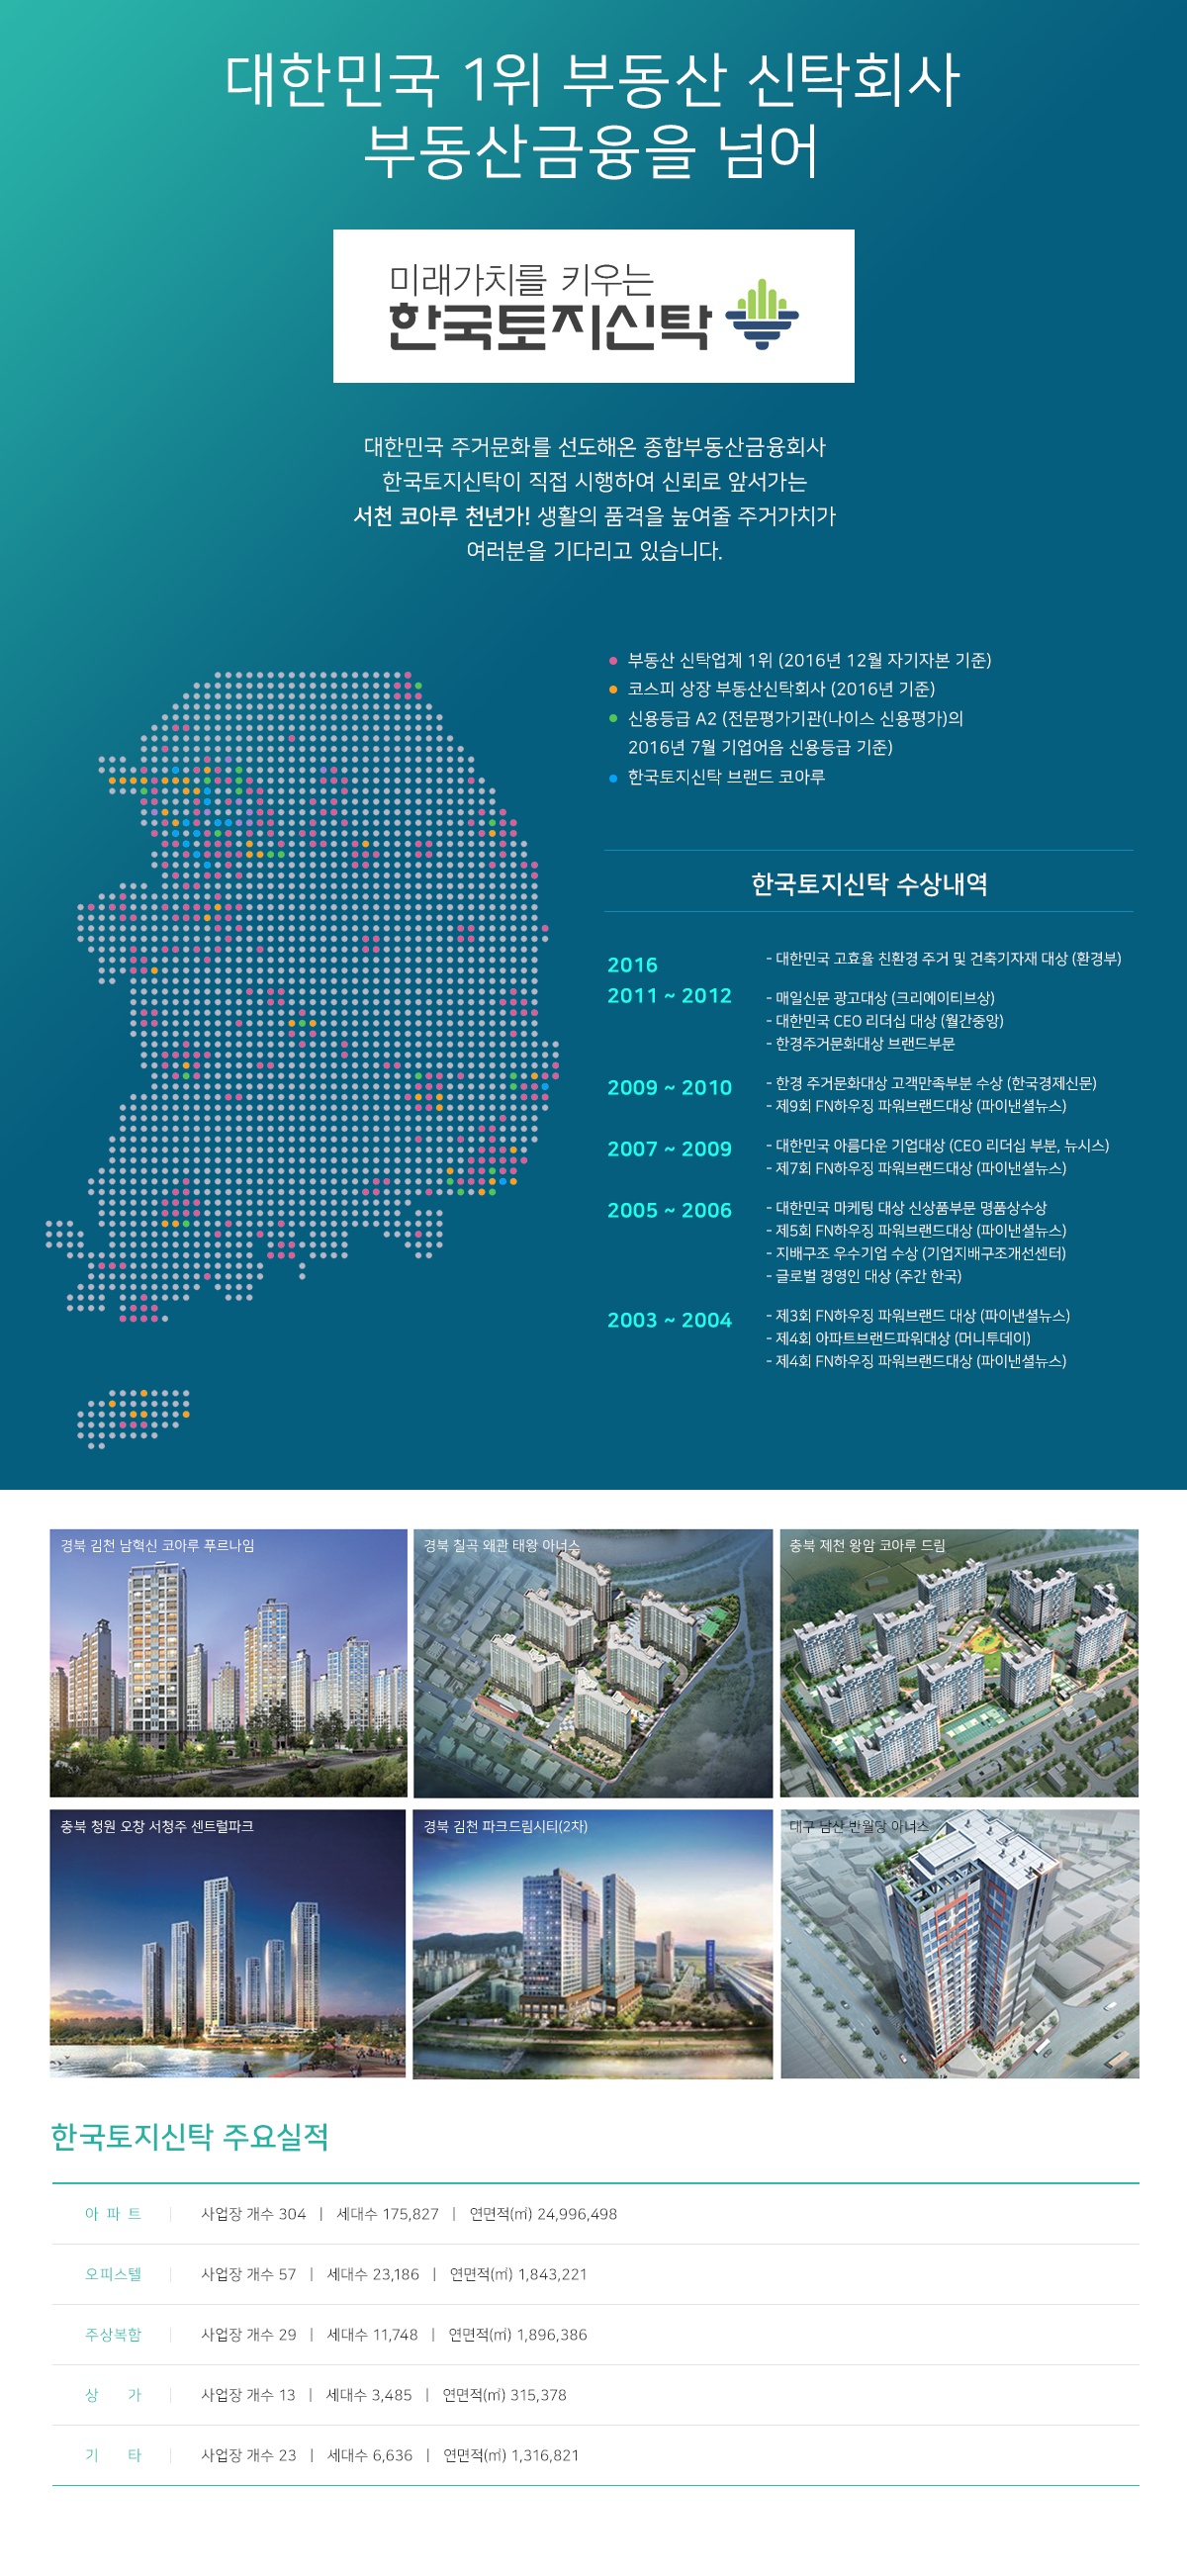 대한민국 1위 부동산 신탁회사
부동산금융을 넘어
미래가치를 키우는
한국토지신탁
대한민국 주거문화를 선도해온 종합부동산금융회사
한국토지신탁이 직접 시행하여 신뢰로 앞서가는
서천 코아루 천년가! 생활의 품격을 높여줄 주거가치가
여러분을 기다리고 있습니다.
• 부동산 신탁업계 1위 (2016년 12월 자기자본 기준)
• 코스피 상장 부동산신탁회사 (2016년 기준)
• 신용등급 A2 (전문평가기관(나이스 신용평가)의
2016년 7월 기업어음 신용등급 기준)
• 한국토지신탁 브랜드 코아루
한국토지신탁 수상내역
2016
- 대한민국 고효율 친환경 주거 및 건축기자재 대상 (환경부)
2011 ~ 2012
- 매일신문 광고대상 (크리에이티브상)
- 대한민국 CEO 리더십 대상 (월간중앙)
- 한경주거문화대상 브랜드부문
2009 ~ 2010
- 한경 주거문화대상 고객만족부분 수상 (한국경제신문)
- 제9회 FN하우징 파워브랜드대상 (파이낸셜뉴스)
2007 ~ 2009
- 대한민국 아름다운 기업대상 (CEO 리더십 부분, 뉴시스)
- 제7회 FN하우징 파워브랜드대상 (파이낸셜뉴스)
2005 ~ 2006
- 대한민국 마케팅 대상 신상품부문 명품상수상
- 제5회 FN하우징 파워브랜드대상 (파이낸셜뉴스)
- 지배구조 우수기업 수상 (기업지배구조개선센터)
- 글로벌 경영인 대상 (주간 한국)
2003 ~ 2004
- 제3회 FN하우징 파워브랜드 대상 (파이낸셜뉴스)
- 제4회 아파트브랜드파워대상 (머니투데이)
- 제4회 FN하우징 파워브랜드대상 (파이낸셜뉴스)
경북 김천 남혁신 코아루 푸르나임
경북 칠곡 왜관 태왕 아너스
충북 제천 왕암 코아루 드림
충북 청원 오창 서청주 센트럴파크
경북 김천 파크드림시티(2차)
대구 남산 반월당 아너스
한국토지신탁 주요실적
아 파 트 | 사업장 개수 304 | 세대수 175,827 | 연면적(㎡) 24,996,498
오피스텔 | 사업장 개수 57 | 세대수 23,186 | 연면적(㎡) 1,843,221
주상복합 | 사업장 개수 29 | 세대수 11,748 | 연면적(㎡) 1,896,386
상 가 | 사업장 개수 13 | 세대수 3,485 | 연면적(㎡) 315,378
기 타 | 사업장 개수 23 | 세대수 6,636 | 연면적(㎡) 1,316,821